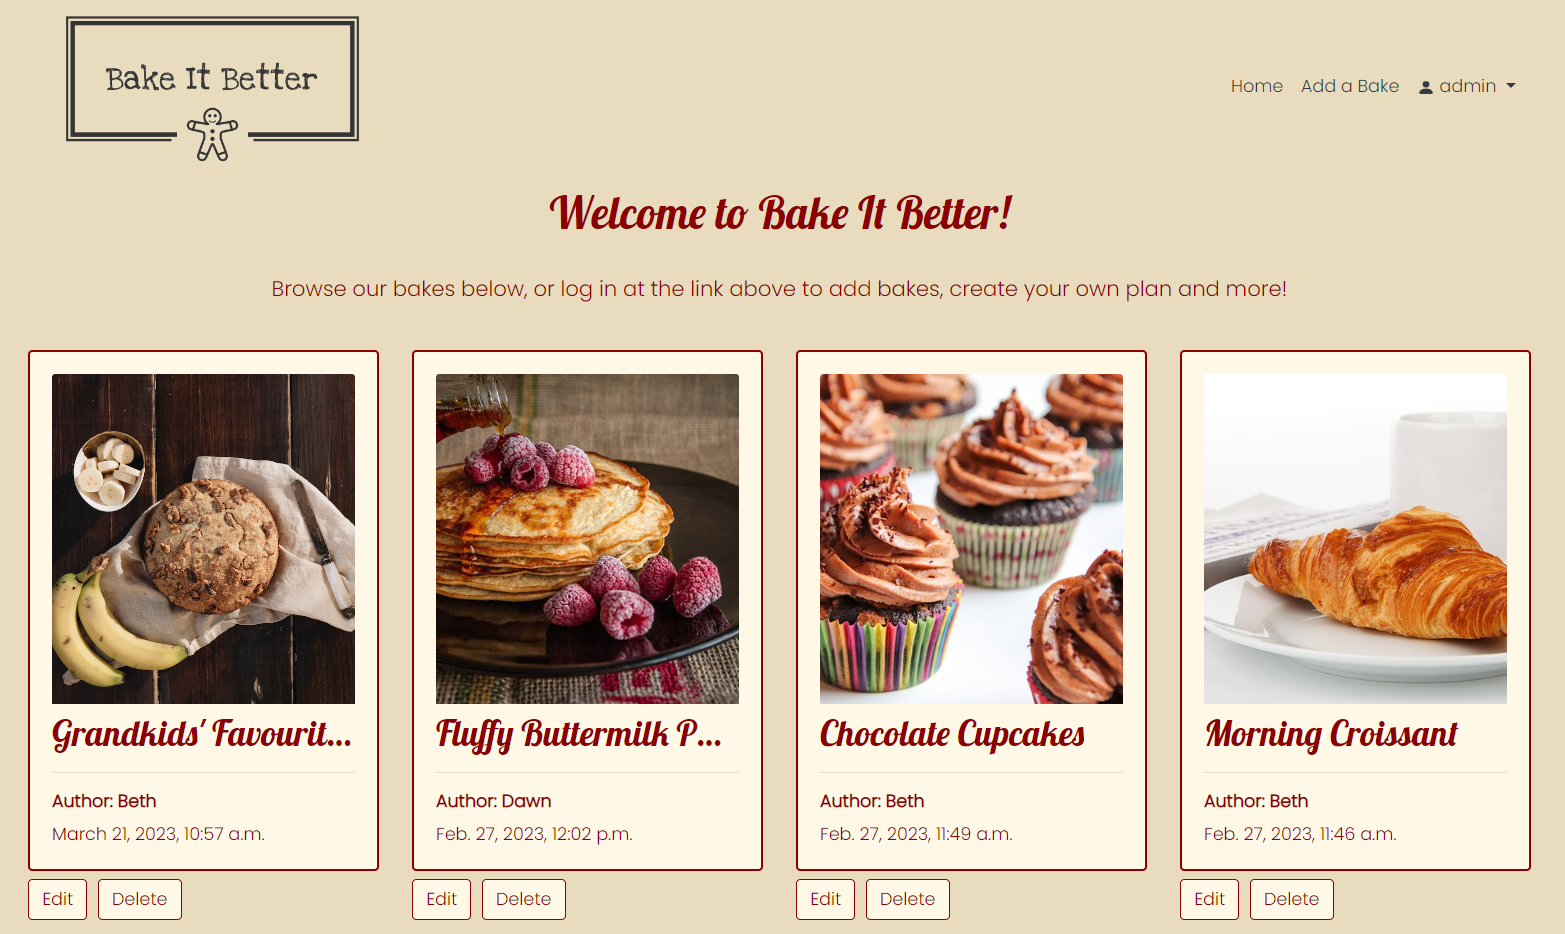 Bake It Better
Home Add a Bake admin
Welcome to Bake It Better!
Browse our bakes below, or log in at the link above to add bakes, create your own plan and more!
Grandkids' Favourit...
Author: Beth
March 21, 2023, 10:57 a.m.
Edit Delete
Fluffy Buttermilk P...
Author: Dawn
Feb. 27, 2023, 12:02 p.m.
Edit Delete
Chocolate Cupcakes
Author: Beth
Feb. 27, 2023, 11:49 a.m.
Edit Delete
Morning Croissant
Author: Beth
Feb. 27, 2023, 11:46 a.m.
Edit Delete